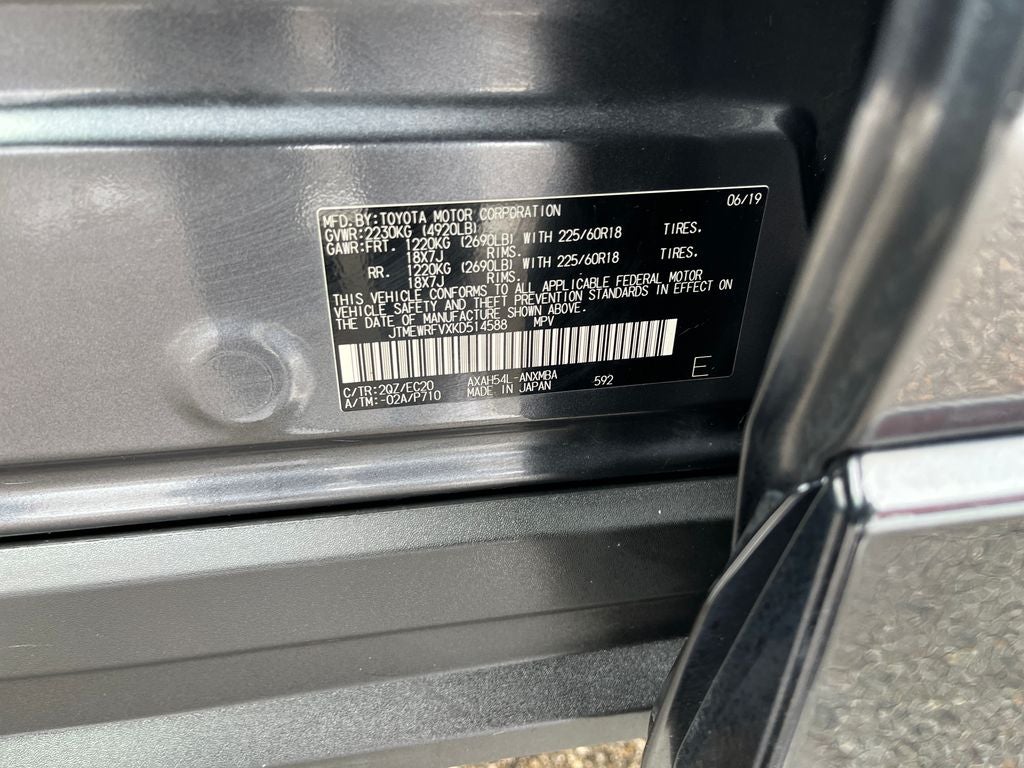 MFD.BY:TOYOTA MOTOR CORPORATION 06/19
GVWR:2230KG (4920LB)
GAWR:FRT. 1220KG (2690LB) WITH 225/60R18 TIRES.
18X7J RIMS.
RR. 1220KG (2690LB) WITH 225/60R18 TIRES.
18X7J RIMS.
THIS VEHICLE CONFORMS TO ALL APPLICABLE FEDERAL MOTOR
VEHICLE SAFETY AND THEFT PREVENTION STANDARDS IN EFFECT ON
THE DATE OF MANUFACTURE SHOWN ABOVE.
JTMEWRFVXKD514588 MPV
C/TR:2QZ/EC20 AXAH54L-ANXMBA 592 E
A/TM:-02A/P710 MADE IN JAPAN